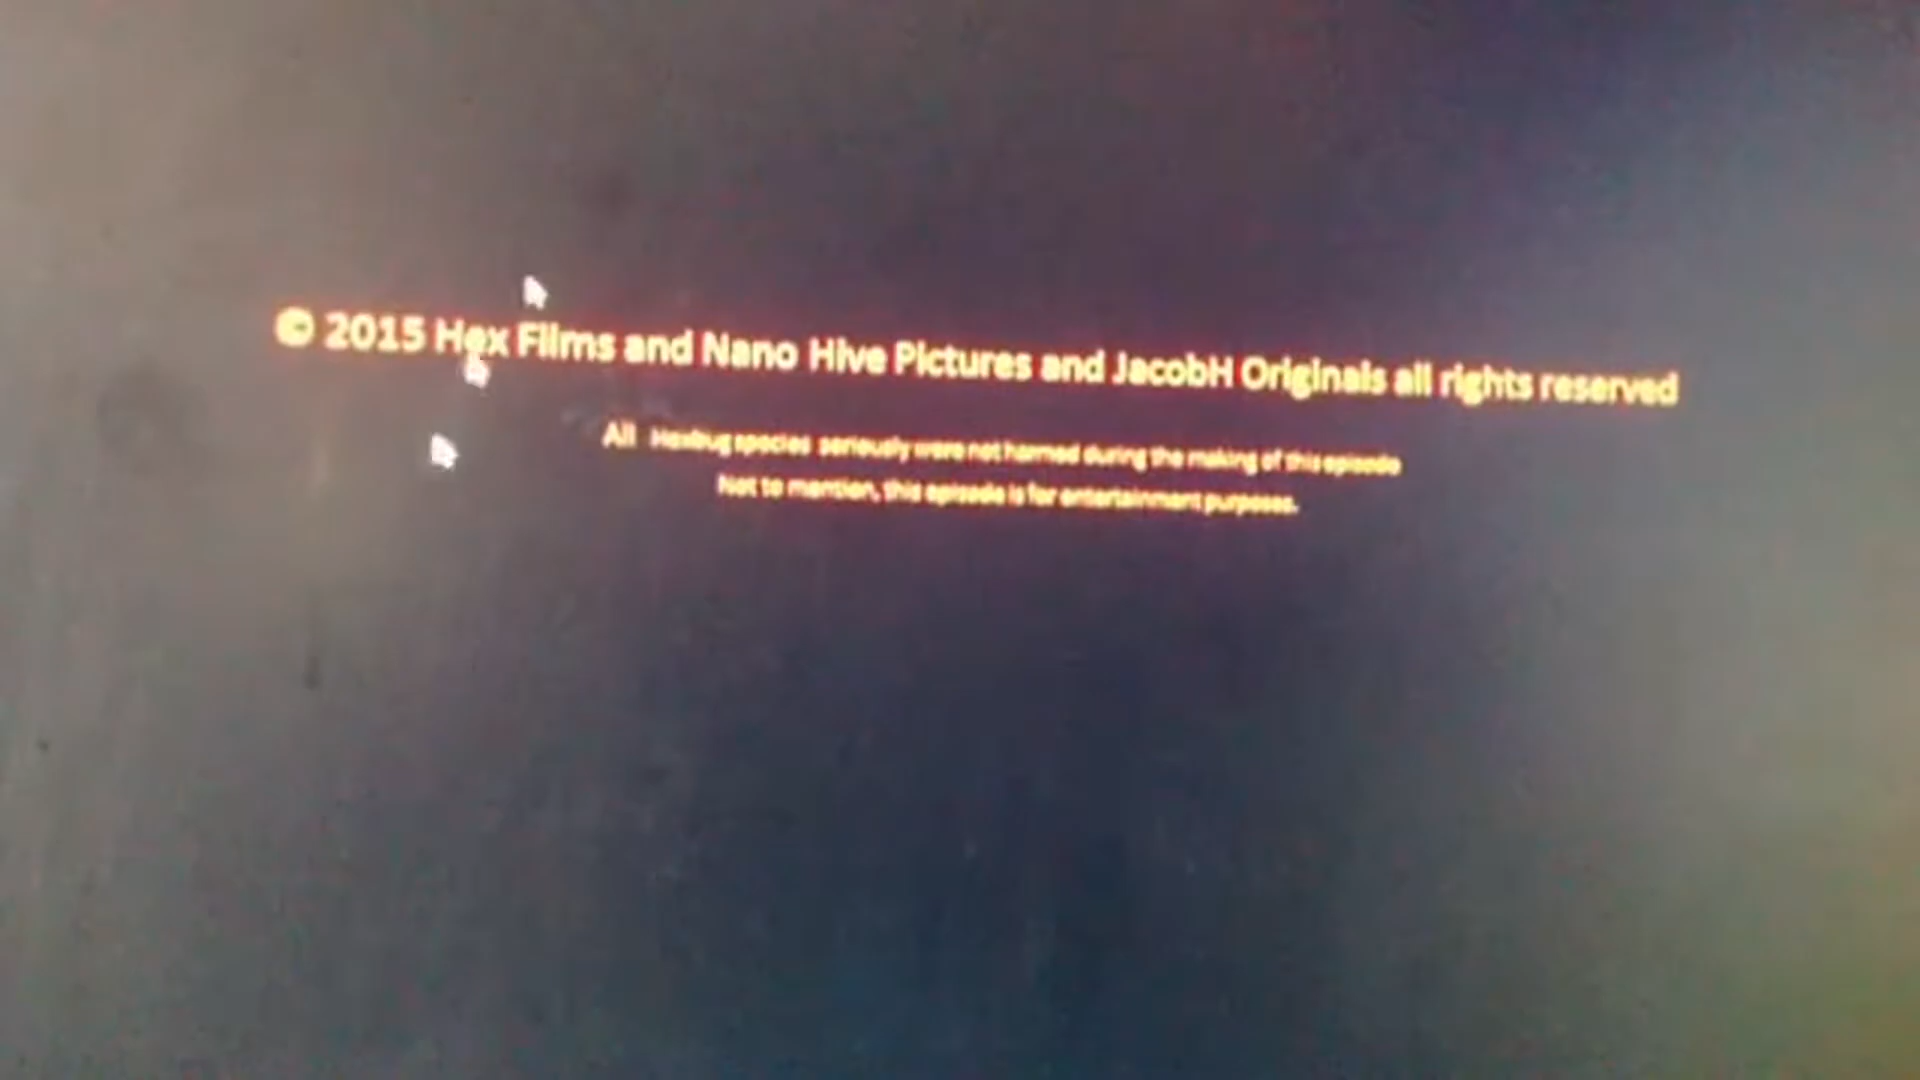 © 2015 Hex Films and Nano Hive Pictures and JacobH Originals all rights reserved
All Hexbug species seriously were not harmed during the making of this episode
Not to mention, this episode is for entertainment purposes.